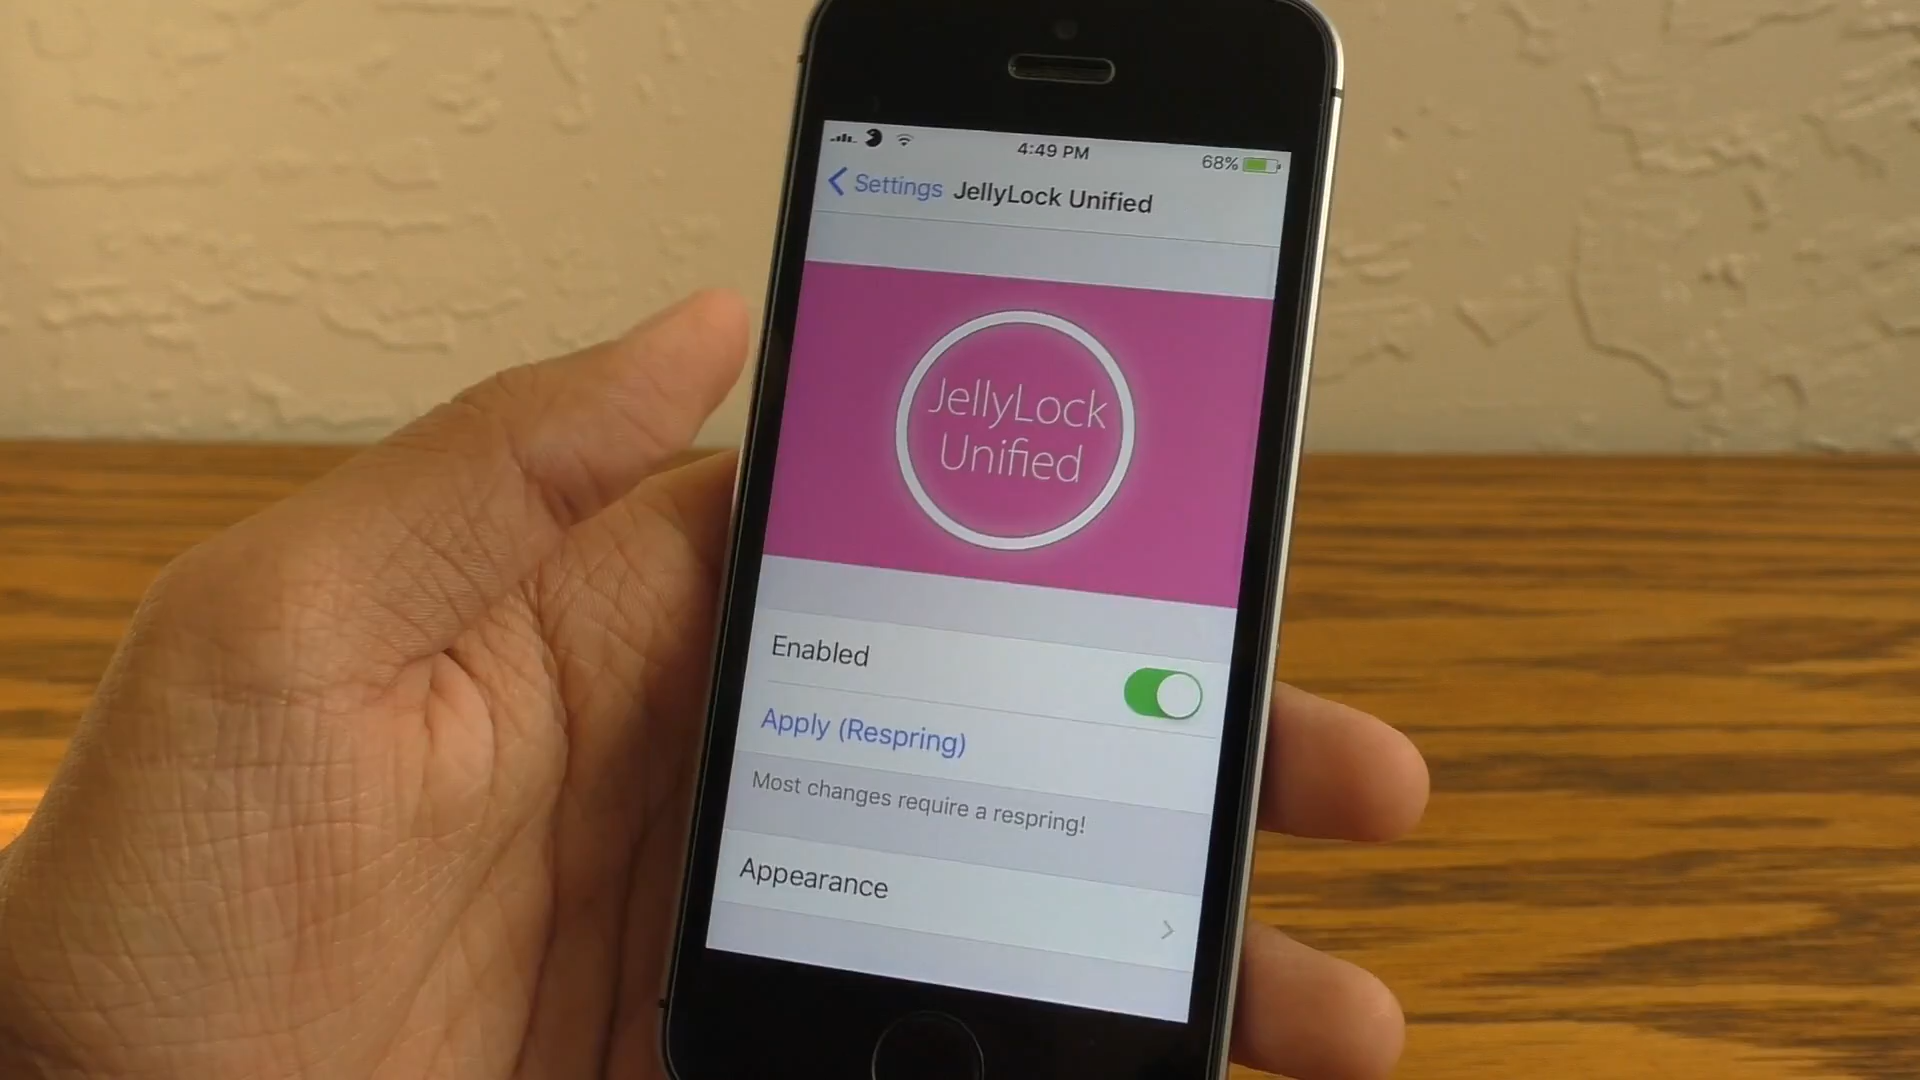 4:49 PM
68%
Settings JellyLock Unified
JellyLock
Unified
Enabled
Apply (Respring)
Most changes require a respring!
Appearance